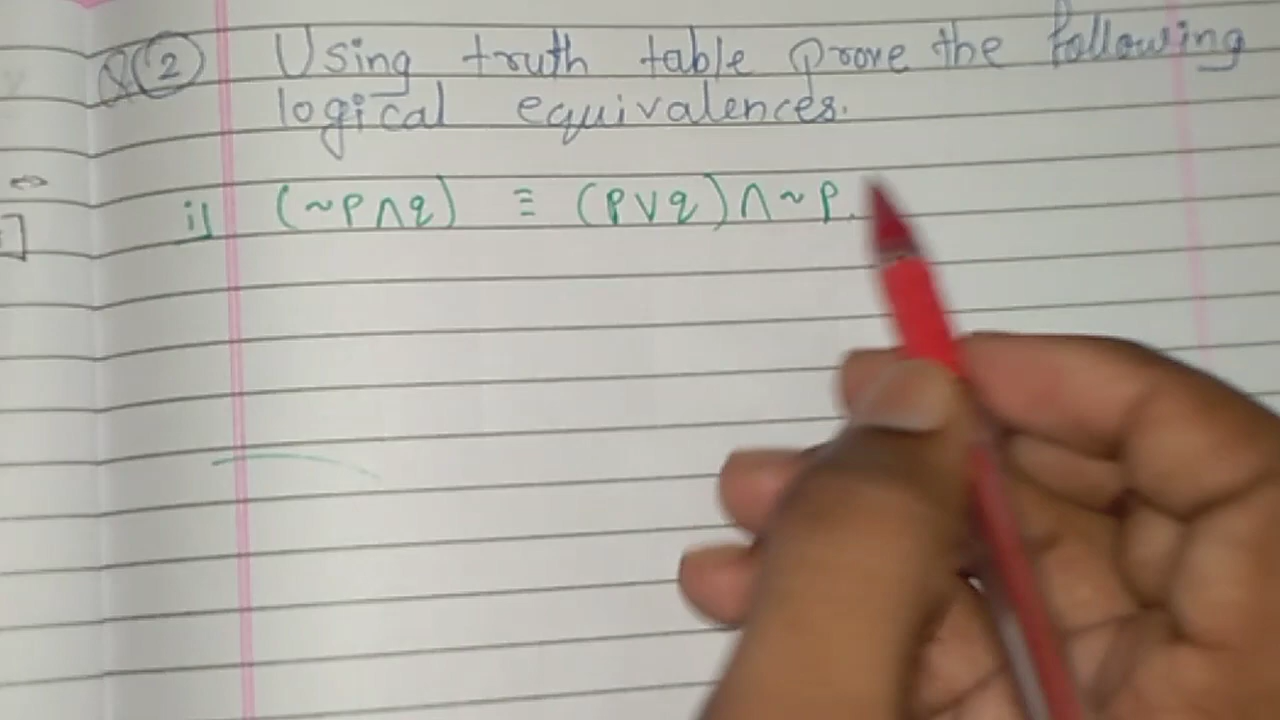 Q(2) Using truth table prove the following
logical equivalences.
i] (~P∧q) ≡ (P∨q)∧~P.